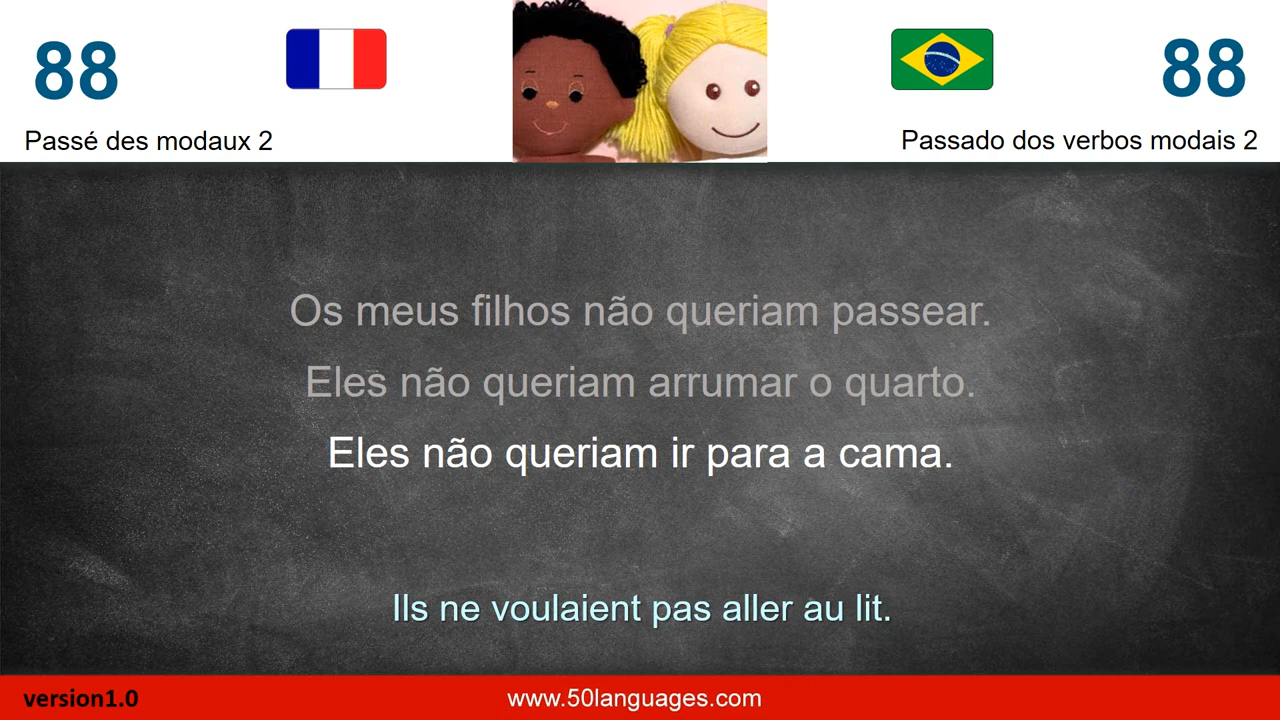 88
88
Passé des modaux 2
Passado dos verbos modais 2
Os meus filhos não queriam passear.
Eles não queriam arrumar o quarto.
Eles não queriam ir para a cama.
Ils ne voulaient pas aller au lit.
version1.0
www.50languages.com